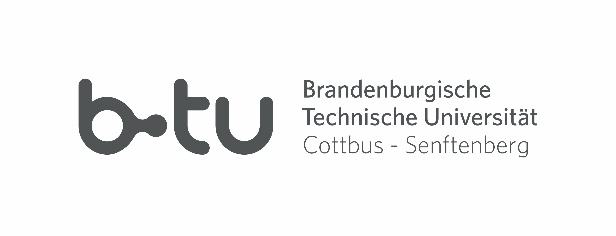 b-tu
Brandenburgische
Technische Universität
Cottbus - Senftenberg